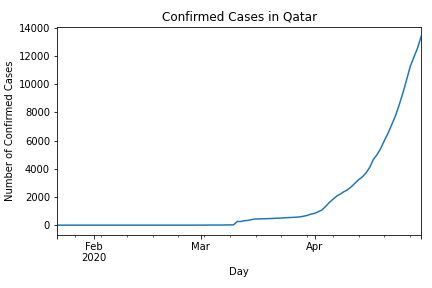 Confirmed Cases in Qatar
14000
12000
10000
8000
6000
4000
2000
0
Number of Confirmed Cases
Feb
2020
Mar
Apr
Day